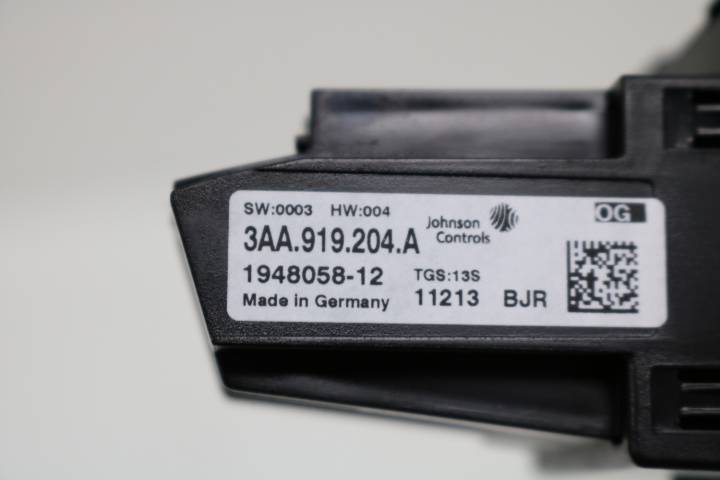 SW:0003 HW:004
Johnson
Controls
OG
3AA.919.204.A
1948058-12 TGS:13S
Made in Germany 11213 BJR